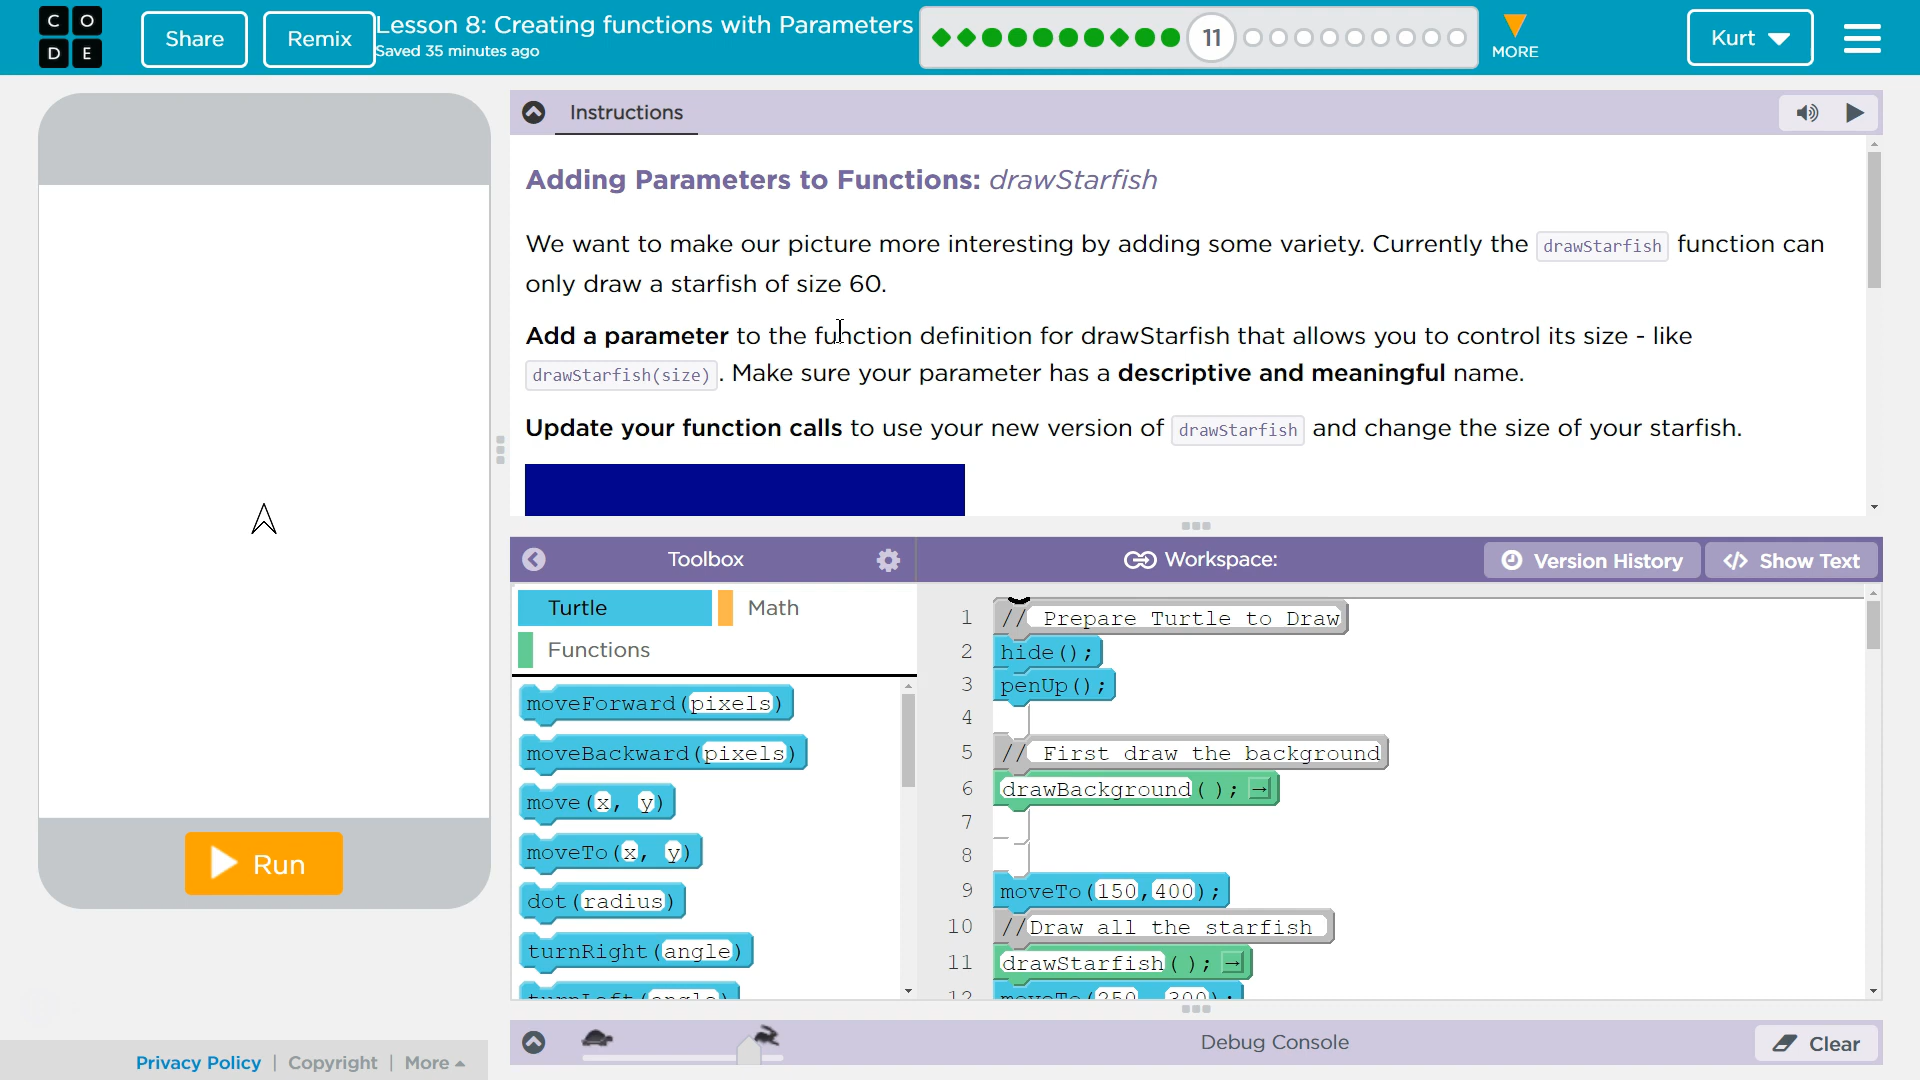 C O
D E
Share
Remix
Lesson 8: Creating functions with Parameters
Saved 35 minutes ago
11
MORE
Kurt
Instructions
Adding Parameters to Functions: drawStarfish
We want to make our picture more interesting by adding some variety. Currently the drawStarfish function can
only draw a starfish of size 60.
Add a parameter to the function definition for drawStarfish that allows you to control its size - like
drawStarfish(size). Make sure your parameter has a descriptive and meaningful name.
Update your function calls to use your new version of drawStarfish and change the size of your starfish.
Toolbox
Workspace:
Version History
</> Show Text
Turtle
Math
Functions
moveForward(pixels)
moveBackward(pixels)
move(x, y)
moveTo(x, y)
dot(radius)
turnRight(angle)
turnLeft(angle)
1 // Prepare Turtle to Draw
2 hide();
3 penUp();
4
5 // First draw the background
6 drawBackground();
7
8
9 moveTo(150,400);
10 //Draw all the starfish
11 drawStarfish();
12 moveTo(250, 300);
Run
Debug Console
Clear
Privacy Policy | Copyright | More